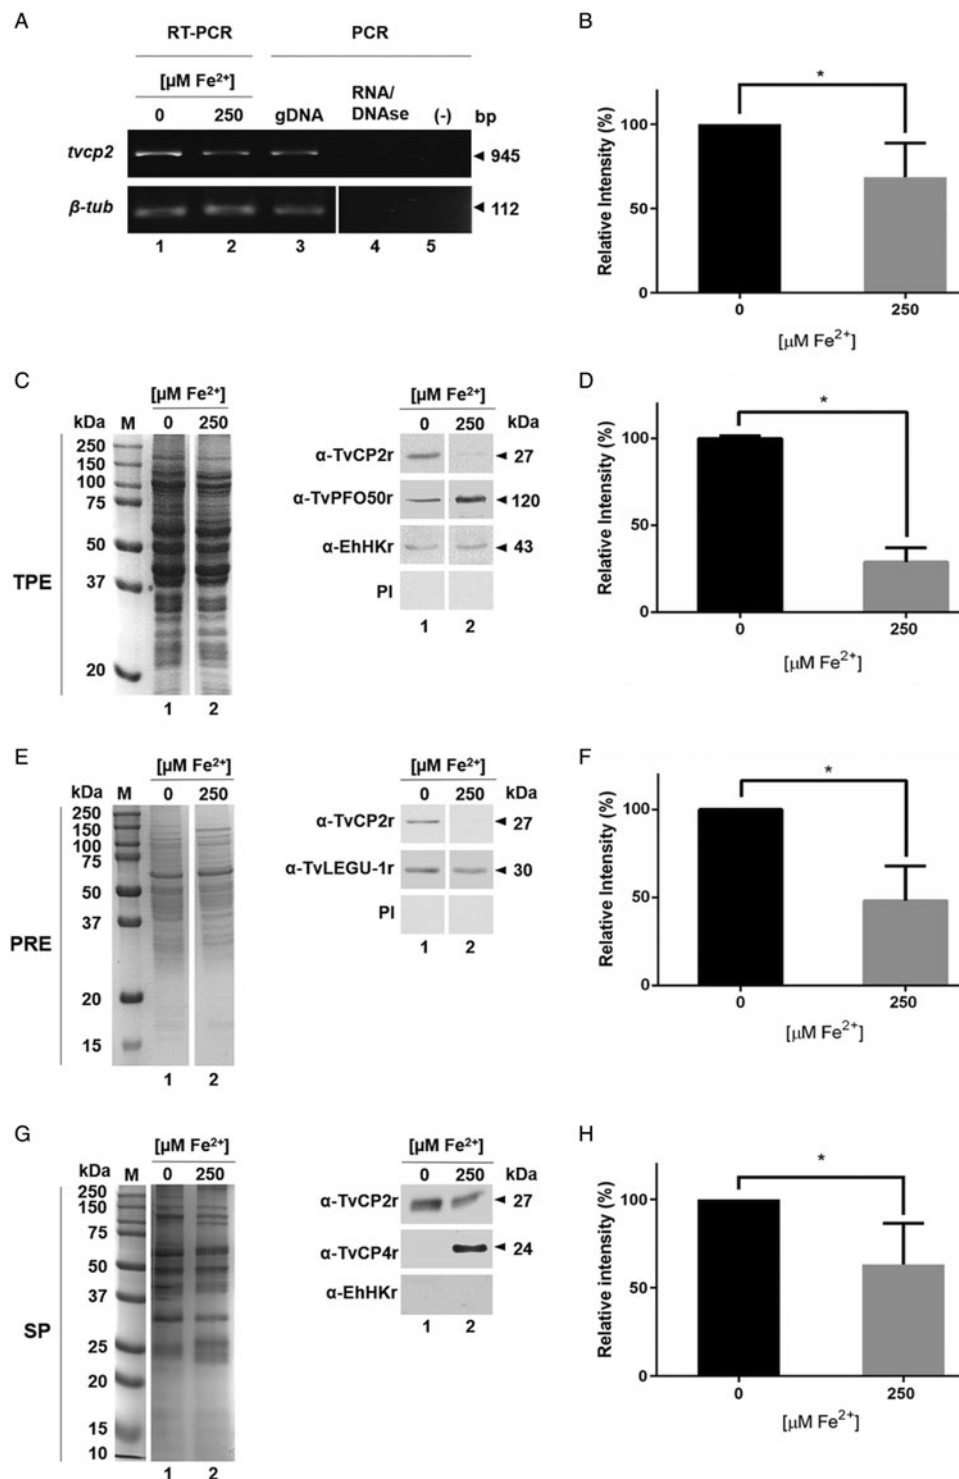 A
RT-PCR PCR
[µM Fe2+]
0 250 gDNA RNA/ DNAse (-) bp
tvcp2 945
β-tub 112
1 2 3 4 5
B
*
Relative Intensity (%)
100
50
0
0 250
[µM Fe2+]
C
[µM Fe2+]
kDa M 0 250
250
150
100
75
50
37
20
TPE
1 2
[µM Fe2+]
0 250 kDa
α-TvCP2r 27
α-TvPFO50r 120
α-EhHKr 43
PI
1 2
D
*
Relative Intensity (%)
100
50
0
0 250
[µM Fe2+]
E
[µM Fe2+]
kDa M 0 250
250
150
100
75
50
37
20
15
PRE
1 2
[µM Fe2+]
0 250 kDa
α-TvCP2r 27
α-TvLEGU-1r 30
PI
1 2
F
*
Relative Intensity (%)
100
50
0
0 250
[µM Fe2+]
G
[µM Fe2+]
kDa M 0 250
250
150
75
50
37
25
20
15
10
SP
1 2
[µM Fe2+]
0 250 kDa
α-TvCP2r 27
α-TvCP4r 24
α-EhHKr
1 2
H
*
Relative intensity (%)
100
50
0
0 250
[µM Fe2+]